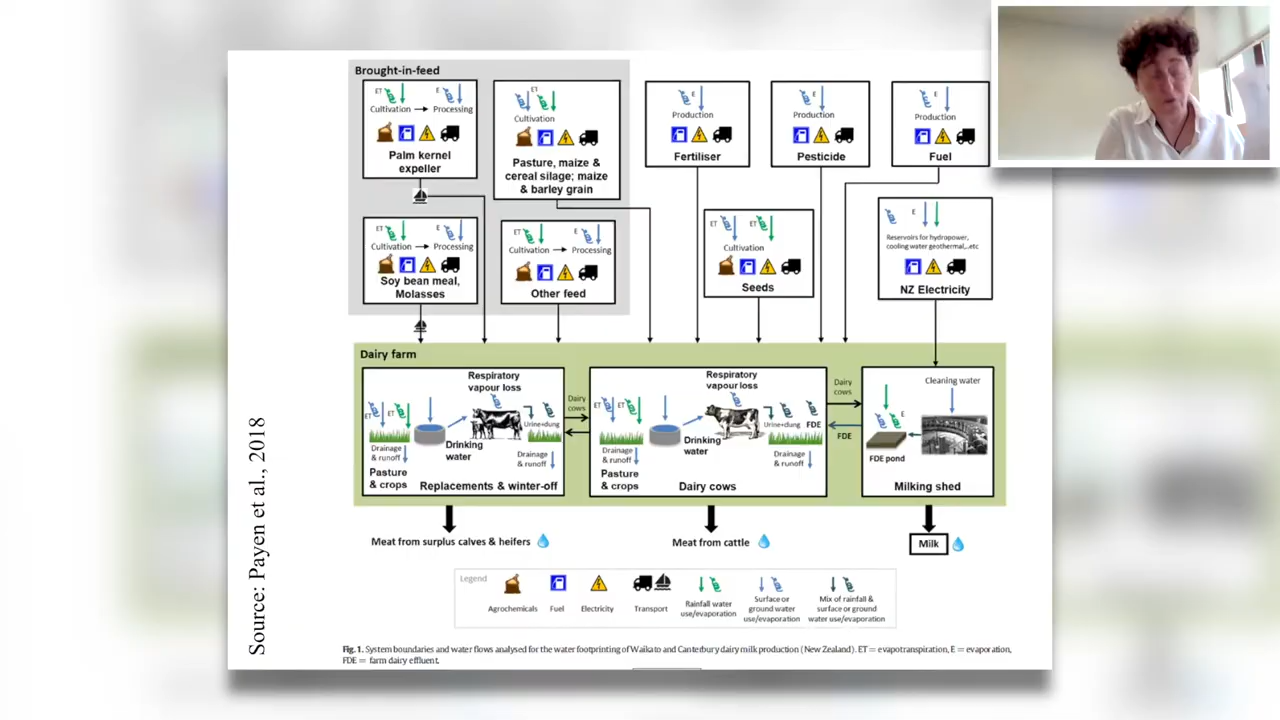 Brought-in-feed
ET
E
Cultivation → Processing
Palm kernel
expeller
ET
Cultivation
Pasture, maize &
cereal silage; maize
& barley grain
E
Production
Fertiliser
E
Production
Pesticide
E
Production
Fuel
ET
E
Cultivation → Processing
Soy bean meal,
Molasses
ET
E
Cultivation → Processing
Other feed
ET
ET
Cultivation
Seeds
E
Reservoirs for hydropower,
cooling water geothermal,..etc
NZ Electricity
Dairy farm
ET
ET
Respiratory
vapour loss
Drainage
& runoff
Drinking
water
Urine+dung
Drainage
& runoff
Pasture
& crops
Replacements & winter-off
Dairy
cows
ET
ET
Respiratory
vapour loss
Drainage
& runoff
Drinking
water
Urine+dung
FDE
Drainage
& runoff
Pasture
& crops
Dairy cows
Dairy
cows
FDE
E
Cleaning water
FDE pond
Milking shed
Meat from surplus calves & heifers
Meat from cattle
Milk
Legend
Agrochemicals
Fuel
Electricity
Transport
Rainfall water
use/evaporation
Surface or
ground water
use/evaporation
Mix of rainfall &
surface or ground
water use/evaporation
Fig. 1. System boundaries and water flows analysed for the water footprinting of Waikato and Canterbury dairy milk production (New Zealand). ET = evapotranspiration, E = evaporation,
FDE = farm dairy effluent.
Source: Payen et al., 2018